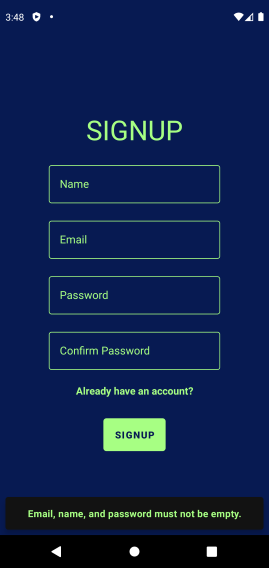 3:48
SIGNUP
Name
Email
Password
Confirm Password
Already have an account?
SIGNUP
Email, name, and password must not be empty.